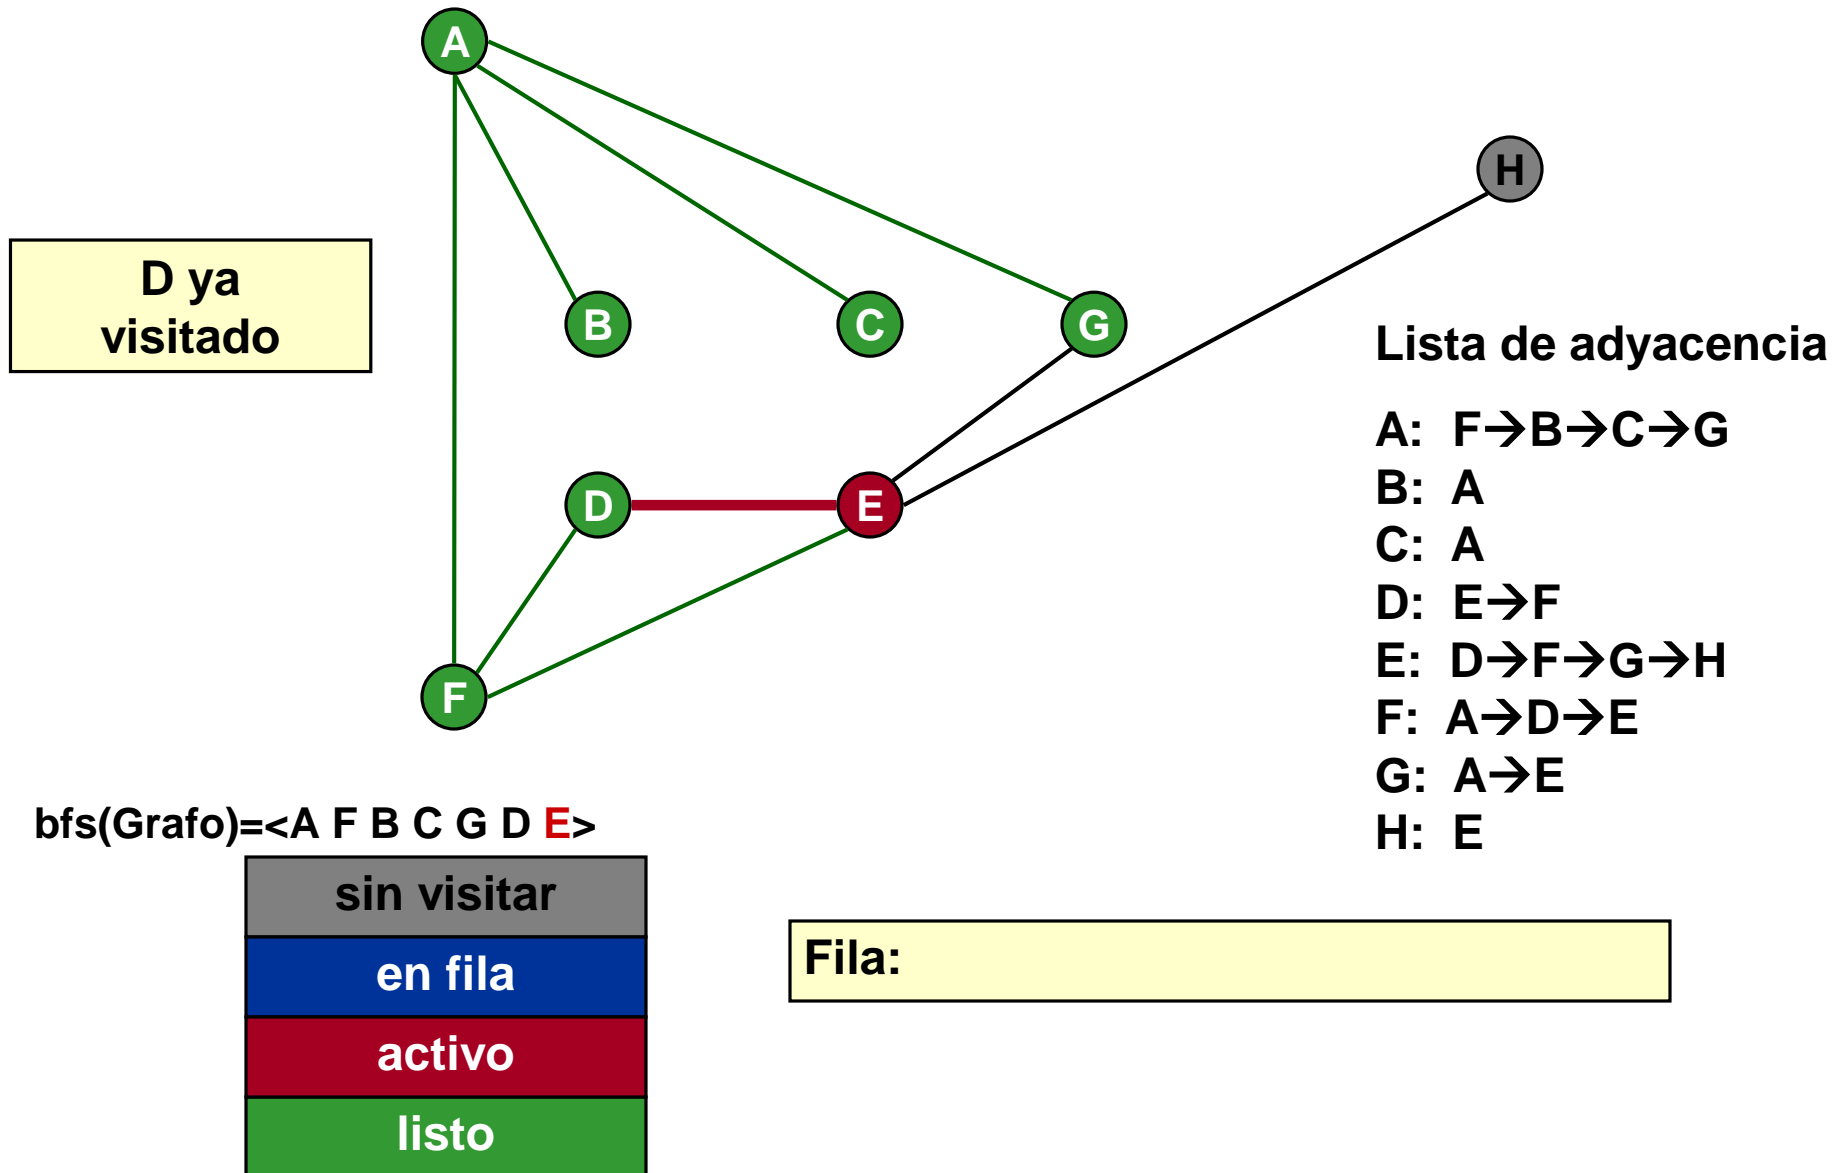 A
H
D ya
visitado
B
C
G
Lista de adyacencia
A: F→B→C→G
B: A
C: A
D: E→F
E: D→F→G→H
F: A→D→E
G: A→E
H: E
D
E
F
bfs(Grafo)=<A F B C G D E>
sin visitar
en fila
activo
listo
Fila: